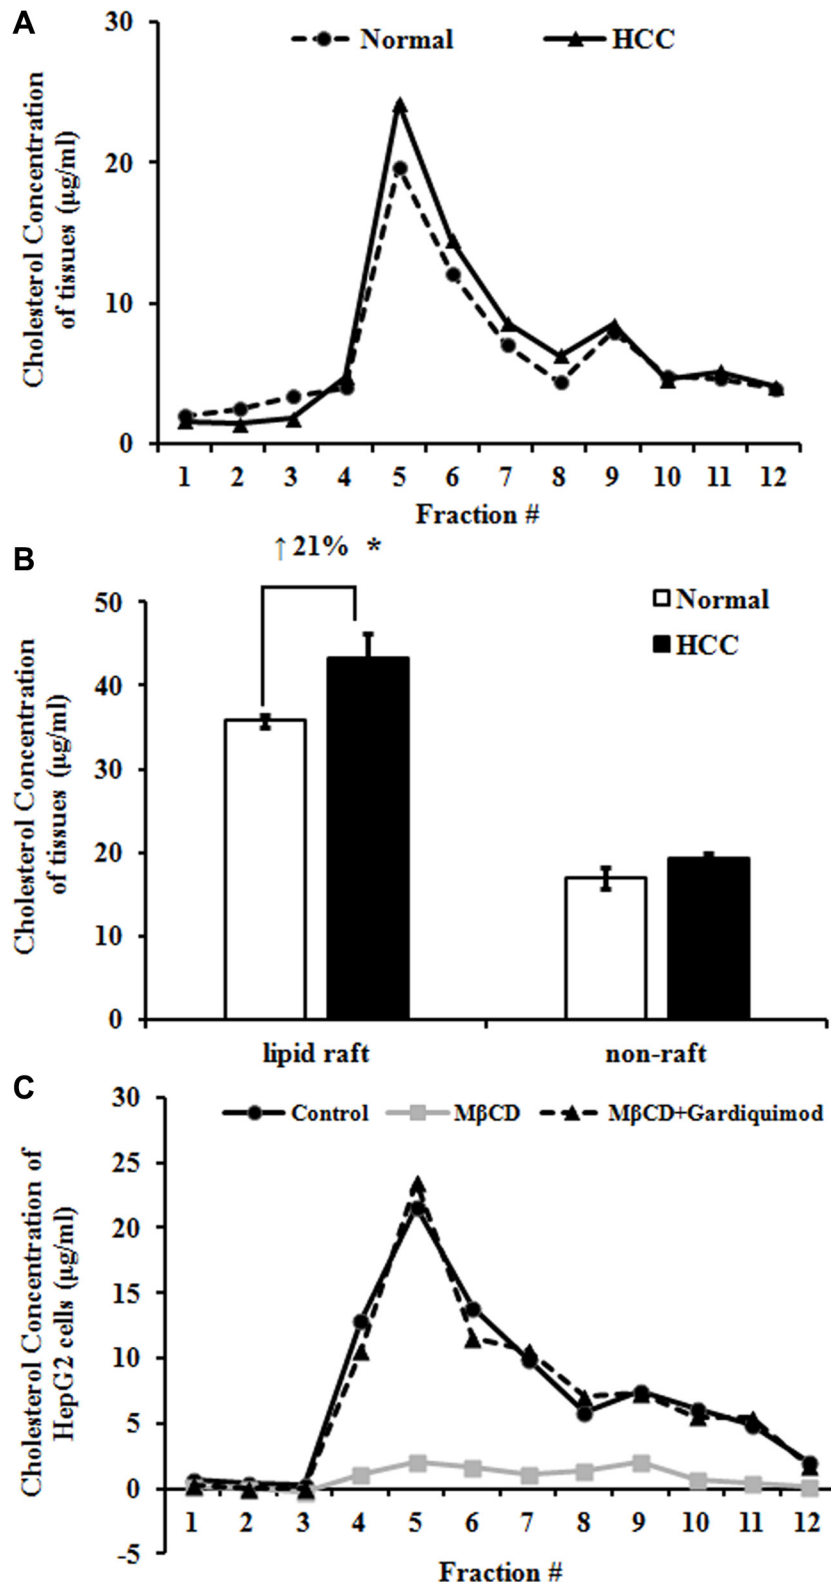 A
Normal
HCC
Cholesterol Concentration
of tissues (μg/ml)
30
20
10
0
1 2 3 4 5 6 7 8 9 10 11 12
Fraction #
B
↑21% *
Normal
HCC
Cholesterol Concentration
of tissues (μg/ml)
50
40
30
20
10
0
lipid raft
non-raft
C
Control
MβCD
MβCD+Gardiquimod
Cholesterol Concentration of
HepG2 cells (μg/ml)
30
25
20
15
10
5
0
-5
1 2 3 4 5 6 7 8 9 10 11 12
Fraction #